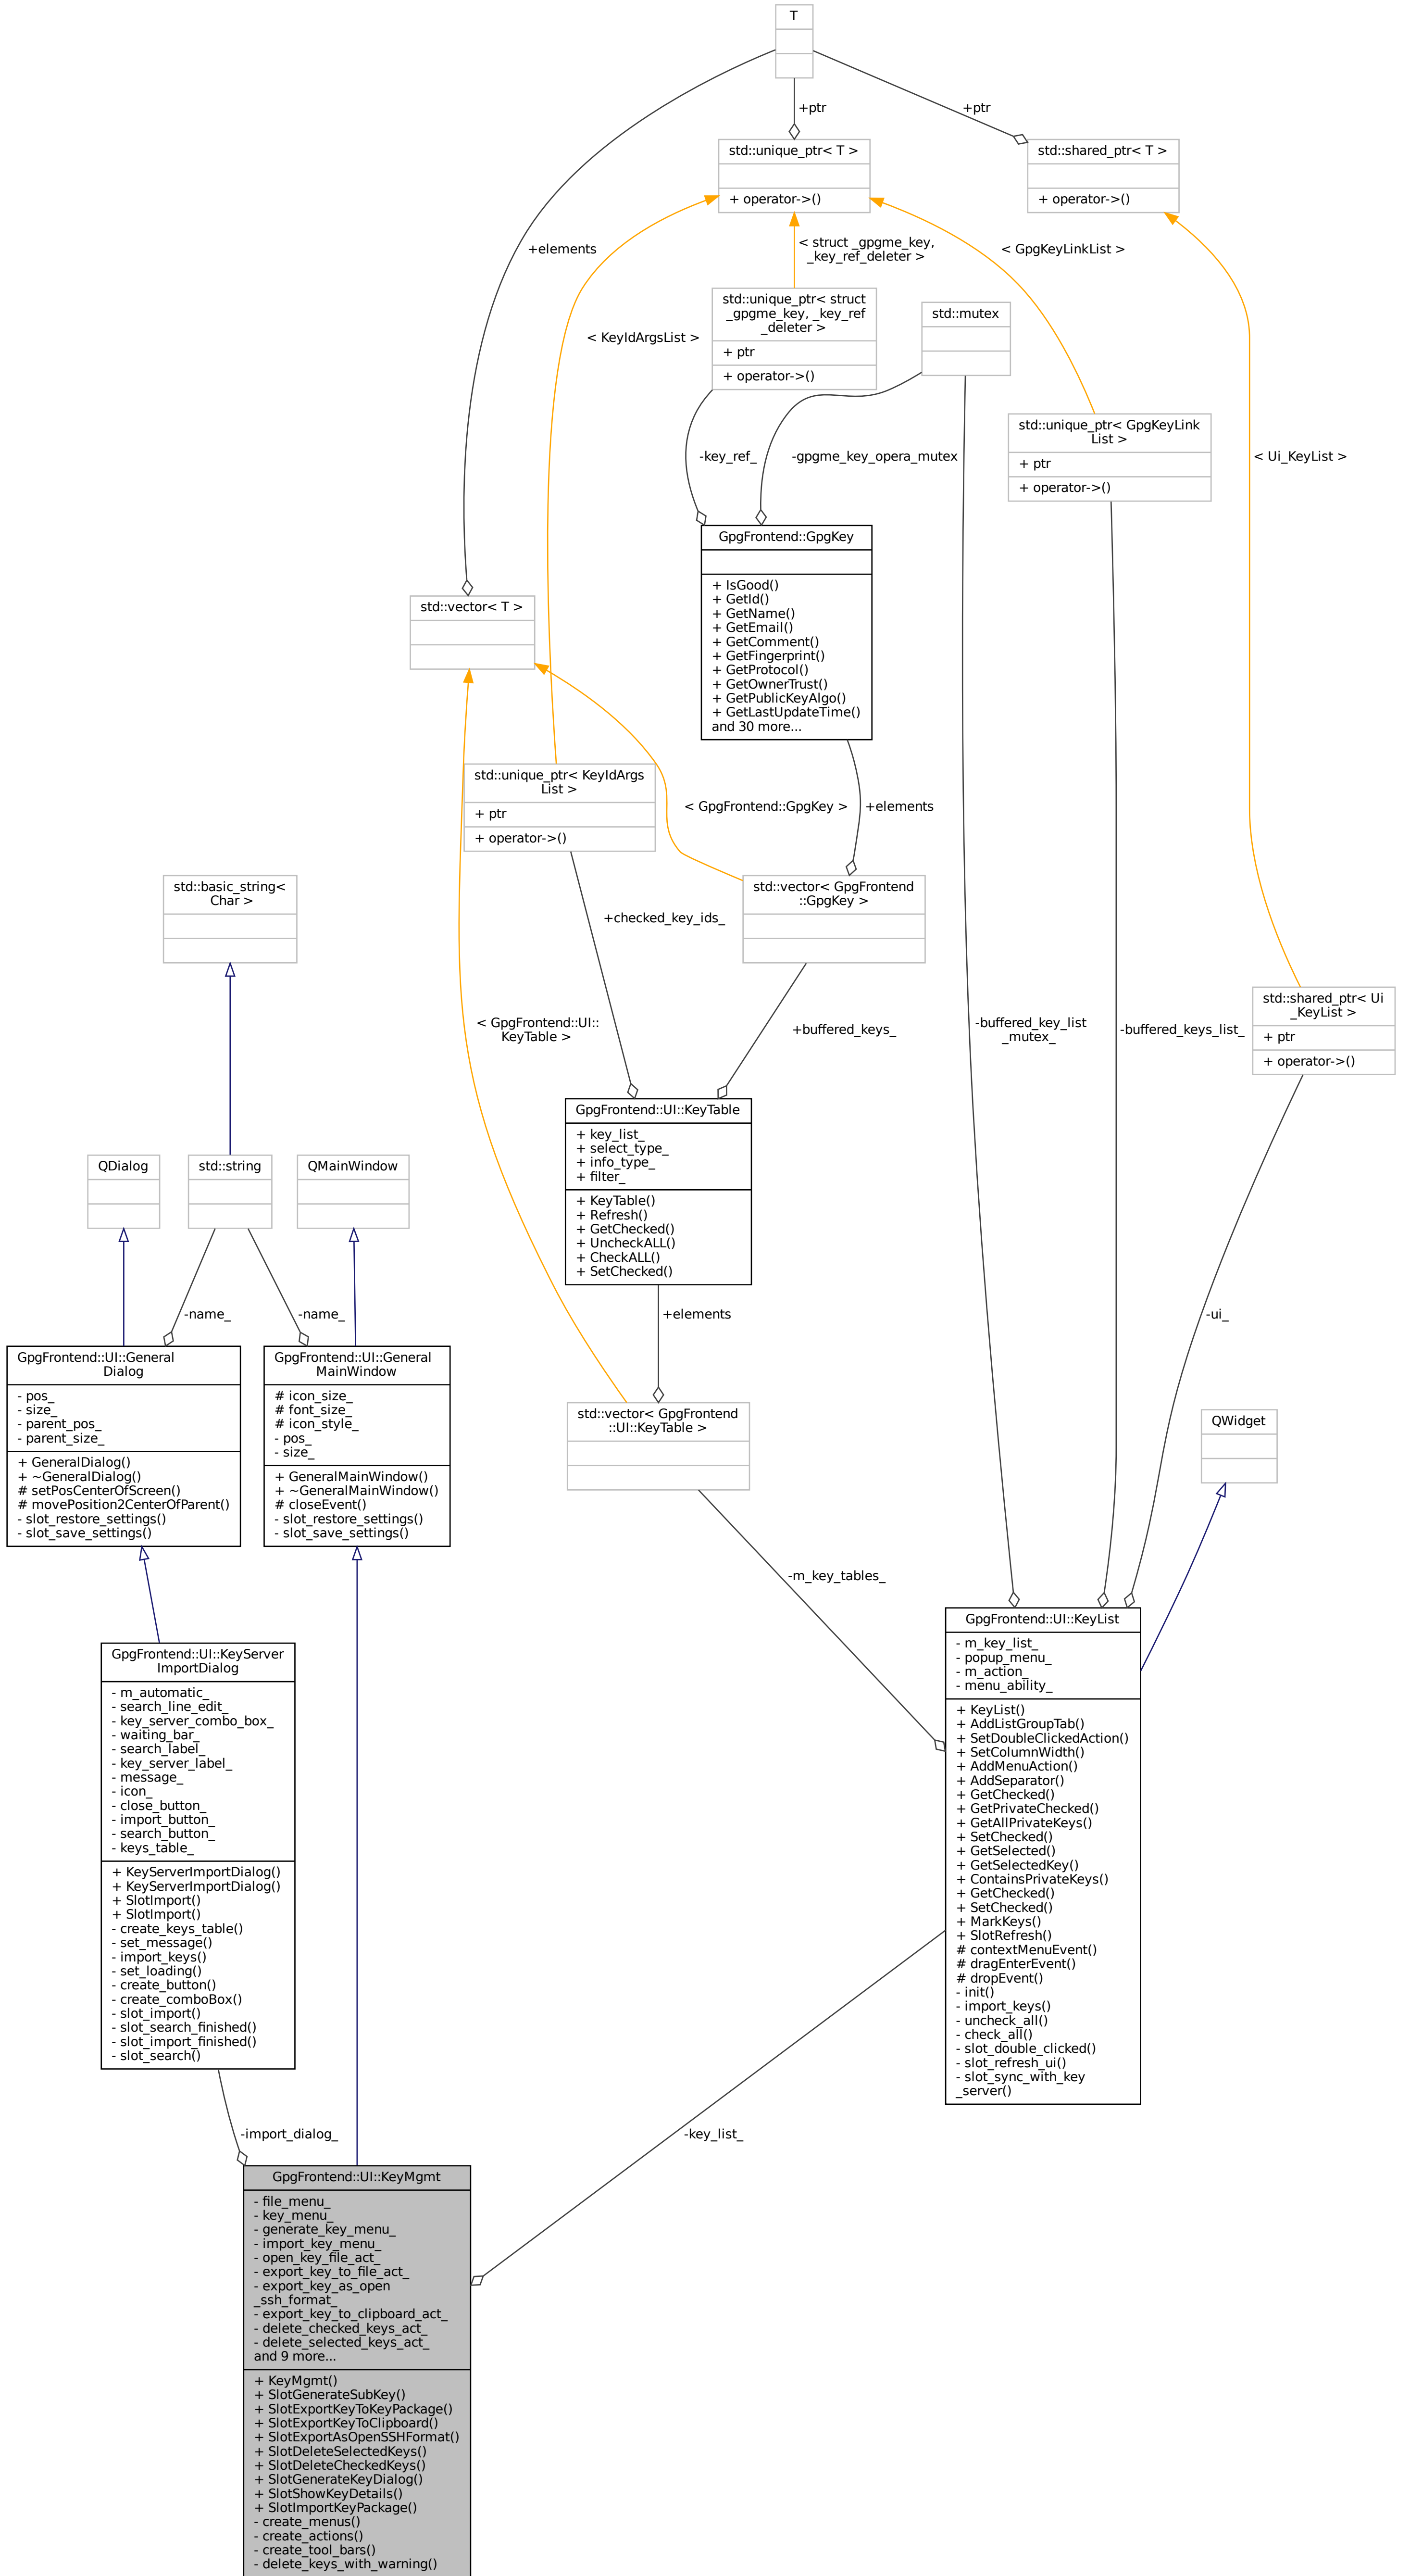 T
+ptr
+ptr
std::unique_ptr< T >
+ operator->()
std::shared_ptr< T >
+ operator->()
+elements
< struct _gpgme_key,
_key_ref_deleter >
< GpgKeyLinkList >
std::unique_ptr< struct
_gpgme_key, _key_ref
_deleter >
+ ptr
+ operator->()
std::mutex
< KeyIdArgsList >
std::unique_ptr< GpgKeyLink
List >
+ ptr
+ operator->()
-key_ref_
-gpgme_key_opera_mutex
< Ui_KeyList >
GpgFrontend::GpgKey
+ IsGood()
+ GetId()
+ GetName()
+ GetEmail()
+ GetComment()
+ GetFingerprint()
+ GetProtocol()
+ GetOwnerTrust()
+ GetPublicKeyAlgo()
+ GetLastUpdateTime()
and 30 more...
std::vector< T >
std::unique_ptr< KeyIdArgs
List >
+ ptr
+ operator->()
< GpgFrontend::GpgKey >
+elements
std::basic_string<
Char >
std::vector< GpgFrontend
::GpgKey >
+checked_key_ids_
< GpgFrontend::UI::
KeyTable >
+buffered_keys_
-buffered_key_list
_mutex_
-buffered_keys_list_
std::shared_ptr< Ui
_KeyList >
+ ptr
+ operator->()
GpgFrontend::UI::KeyTable
+ key_list_
+ select_type_
+ info_type_
+ filter_
+ KeyTable()
+ Refresh()
+ GetChecked()
+ UncheckALL()
+ CheckALL()
+ SetChecked()
QDialog
std::string
QMainWindow
-name_
-name_
+elements
-ui_
GpgFrontend::UI::General
Dialog
- pos_
- size_
- parent_pos_
- parent_size_
+ GeneralDialog()
+ ~GeneralDialog()
# setPosCenterOfScreen()
# movePosition2CenterOfParent()
- slot_restore_settings()
- slot_save_settings()
GpgFrontend::UI::General
MainWindow
# icon_size_
# font_size_
# icon_style_
- pos_
- size_
+ GeneralMainWindow()
+ ~GeneralMainWindow()
# closeEvent()
- slot_restore_settings()
- slot_save_settings()
std::vector< GpgFrontend
::UI::KeyTable >
QWidget
-m_key_tables_
GpgFrontend::UI::KeyList
- m_key_list_
- popup_menu_
- m_action_
- menu_ability_
+ KeyList()
+ AddListGroupTab()
+ SetDoubleClickedAction()
+ SetColumnWidth()
+ AddMenuAction()
+ AddSeparator()
+ GetChecked()
+ GetPrivateChecked()
+ GetAllPrivateKeys()
+ SetChecked()
+ GetSelected()
+ GetSelectedKey()
+ ContainsPrivateKeys()
+ GetChecked()
+ SetChecked()
+ MarkKeys()
+ SlotRefresh()
# contextMenuEvent()
# dragEnterEvent()
# dropEvent()
- init()
- import_keys()
- uncheck_all()
- check_all()
- slot_double_clicked()
- slot_refresh_ui()
- slot_sync_with_key
_server()
GpgFrontend::UI::KeyServer
ImportDialog
- m_automatic_
- search_line_edit_
- key_server_combo_box_
- waiting_bar_
- search_label_
- key_server_label_
- message_
- icon_
- close_button_
- import_button_
- search_button_
- keys_table_
+ KeyServerImportDialog()
+ KeyServerImportDialog()
+ SlotImport()
+ SlotImport()
- create_keys_table()
- set_message()
- import_keys()
- set_loading()
- create_button()
- create_comboBox()
- slot_import()
- slot_search_finished()
- slot_import_finished()
- slot_search()
-import_dialog_
-key_list_
GpgFrontend::UI::KeyMgmt
- file_menu_
- key_menu_
- generate_key_menu_
- import_key_menu_
- open_key_file_act_
- export_key_to_file_act_
- export_key_as_open
_ssh_format_
- export_key_to_clipboard_act_
- delete_checked_keys_act_
- delete_selected_keys_act_
and 9 more...
+ KeyMgmt()
+ SlotGenerateSubKey()
+ SlotExportKeyToKeyPackage()
+ SlotExportKeyToClipboard()
+ SlotExportAsOpenSSHFormat()
+ SlotDeleteSelectedKeys()
+ SlotDeleteCheckedKeys()
+ SlotGenerateKeyDialog()
+ SlotShowKeyDetails()
+ SlotImportKeyPackage()
- create_menus()
- create_actions()
- create_tool_bars()
- delete_keys_with_warning()